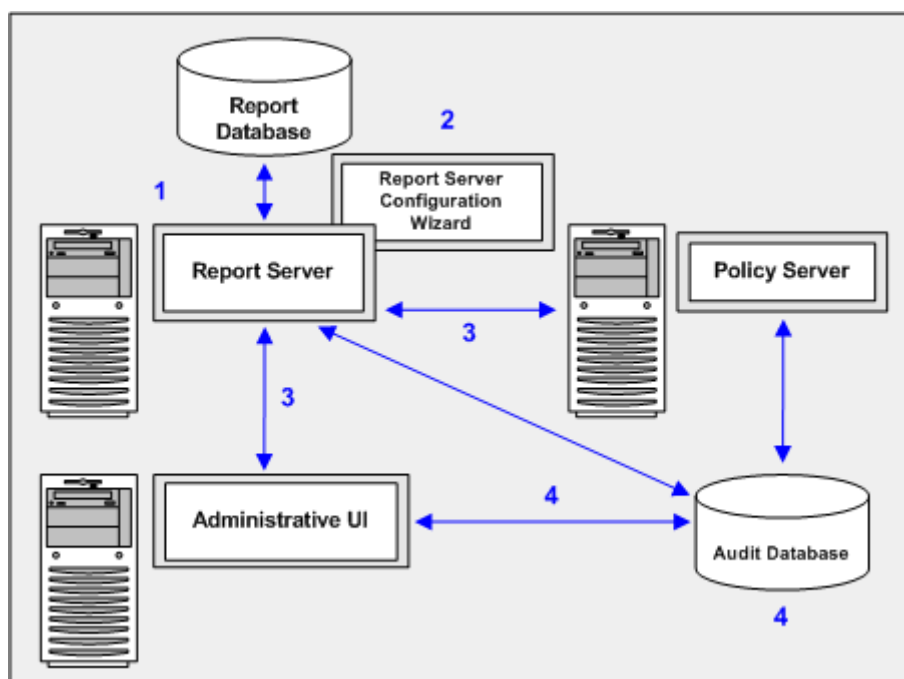 Report
Database
2
1
Report Server
Configuration
Wizard
Report Server
Policy Server
3
3
4
Administrative UI
Audit Database
4